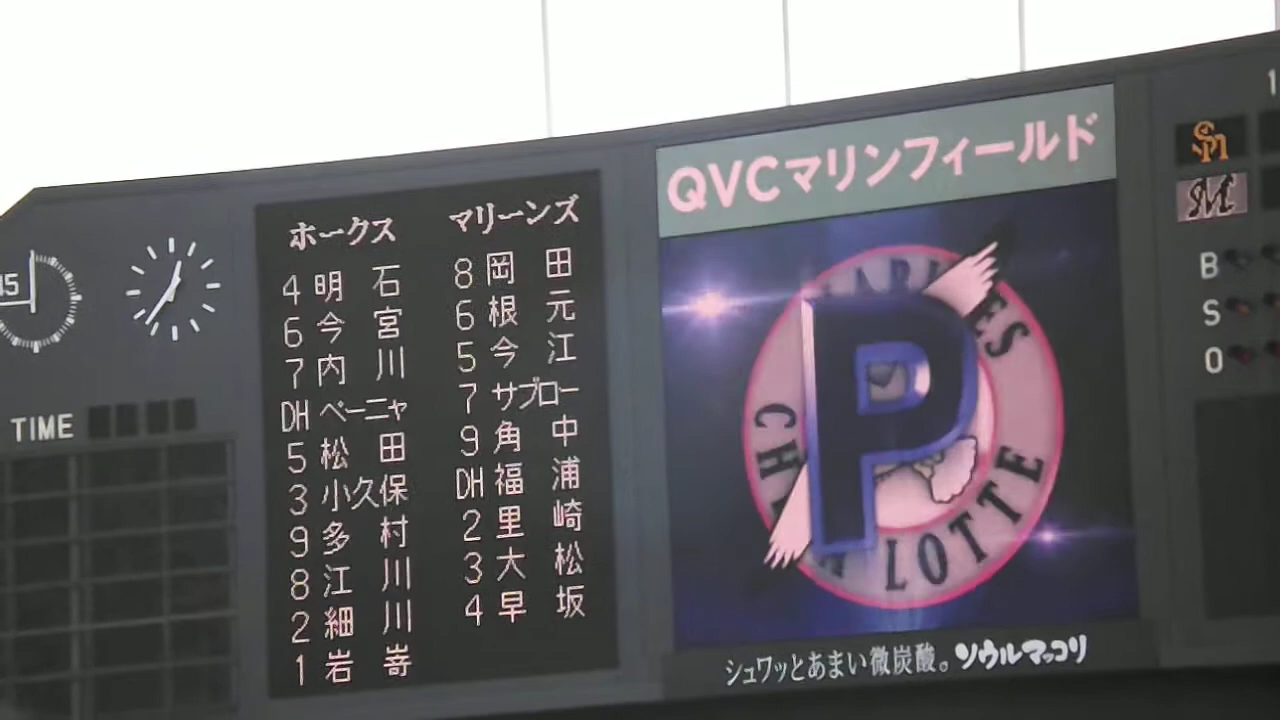 QVCマリンフィールド
ホークス
4 明石
6 今宮
7 内川
DH ペーニャ
5 松田
3 小久保
9 多村
8 江川
2 細川
1 岩嵜
マリーンズ
8 岡田
6 根元
5 今江
7 サブロー
9 角中
DH 福浦
2 里崎
3 大松
4 早坂
15
TIME
P
LOTTE
シュワッとあまい微炭酸。ソウルマッコリ
1
SH
M
B
S
O